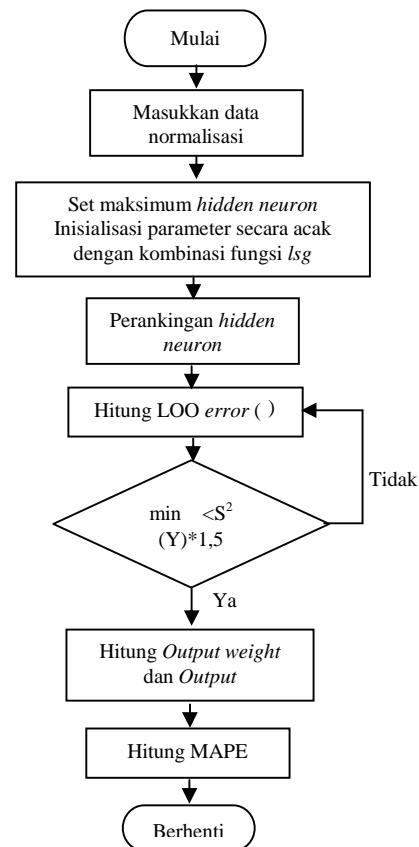 Mulai
Masukkan data
normalisasi
Set maksimum hidden neuron
Inisialisasi parameter secara acak
dengan kombinasi fungsi lsg
Perankingan hidden
neuron
Hitung LOO error ( )
Tidak
min <S²
(Y)*1,5
Ya
Hitung Output weight
dan Output
Hitung MAPE
Berhenti